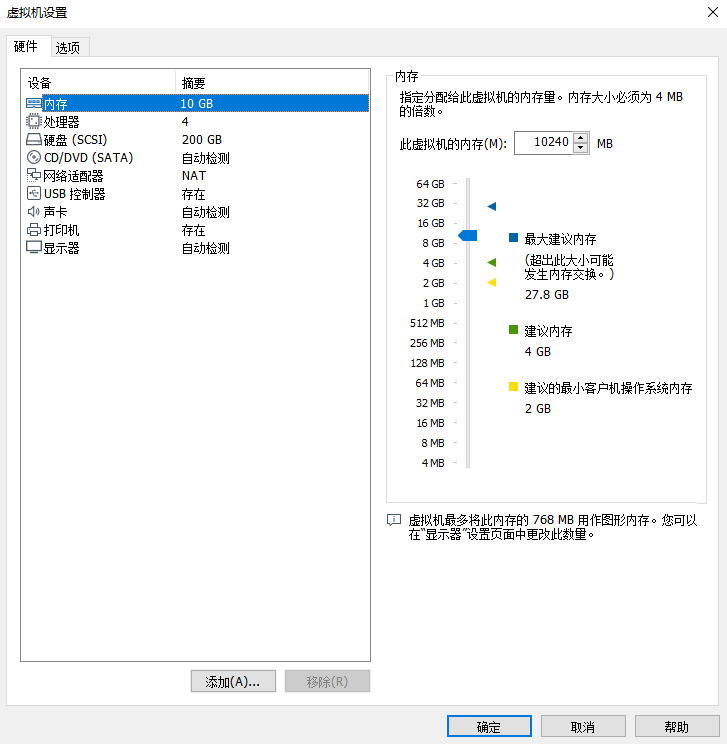 虚拟机设置
硬件 选项
设备 摘要
内存 10 GB
处理器 4
硬盘 (SCSI) 200 GB
CD/DVD (SATA) 自动检测
网络适配器 NAT
USB 控制器 存在
声卡 自动检测
打印机 存在
显示器 自动检测
添加(A)... 移除(R)
内存
指定分配给此虚拟机的内存量。内存大小必须为 4 MB
的倍数。
此虚拟机的内存(M): 10240 MB
64 GB
32 GB
16 GB
8 GB
4 GB
2 GB
1 GB
512 MB
256 MB
128 MB
64 MB
32 MB
16 MB
8 MB
4 MB
最大建议内存
(超出此大小可能
发生内存交换。)
27.8 GB
建议内存
4 GB
建议的最小客户机操作系统内存
2 GB
虚拟机最多将此内存的 768 MB 用作图形内存。您可以
在“显示器”设置页面中更改此数量。
确定 取消 帮助